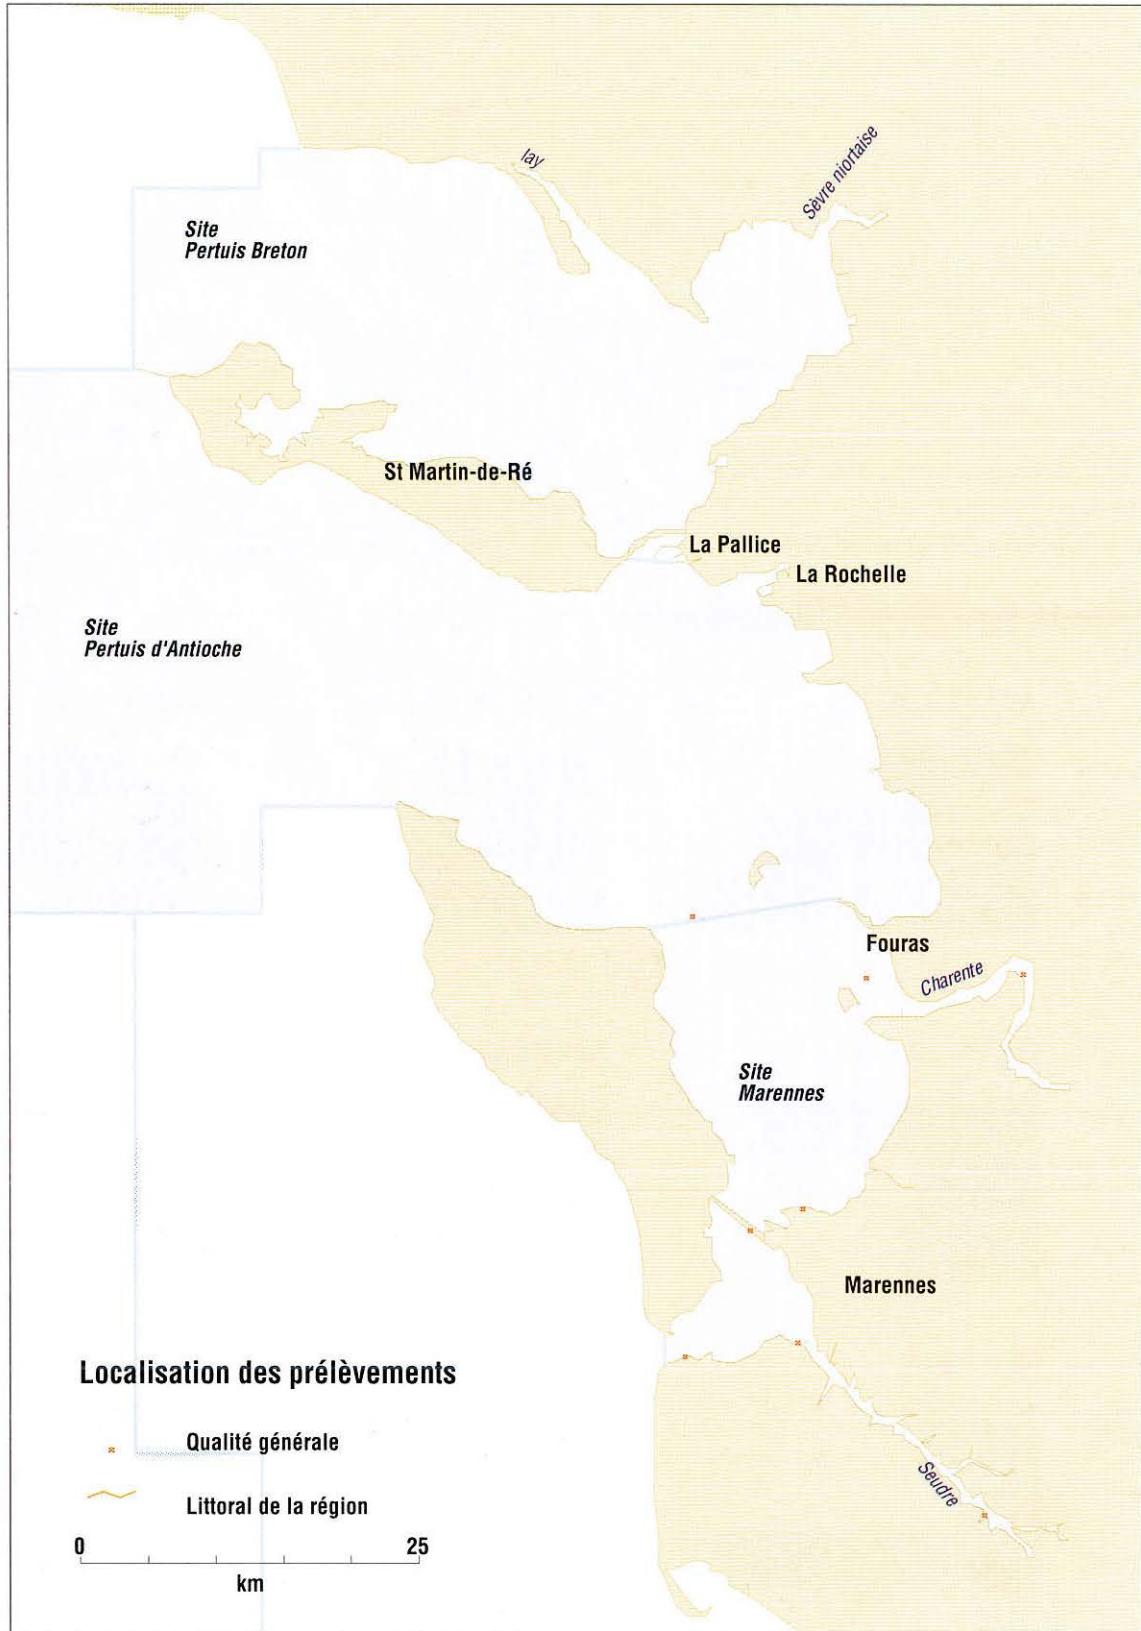 lay
Sèvre niortaise
Site
Pertuis Breton
St Martin-de-Ré
La Pallice
La Rochelle
Site
Pertuis d'Antioche
Fouras
Charente
Site
Marennes
Marennes
Localisation des prélèvements
Qualité générale
Littoral de la région
Seudre
0 25
km